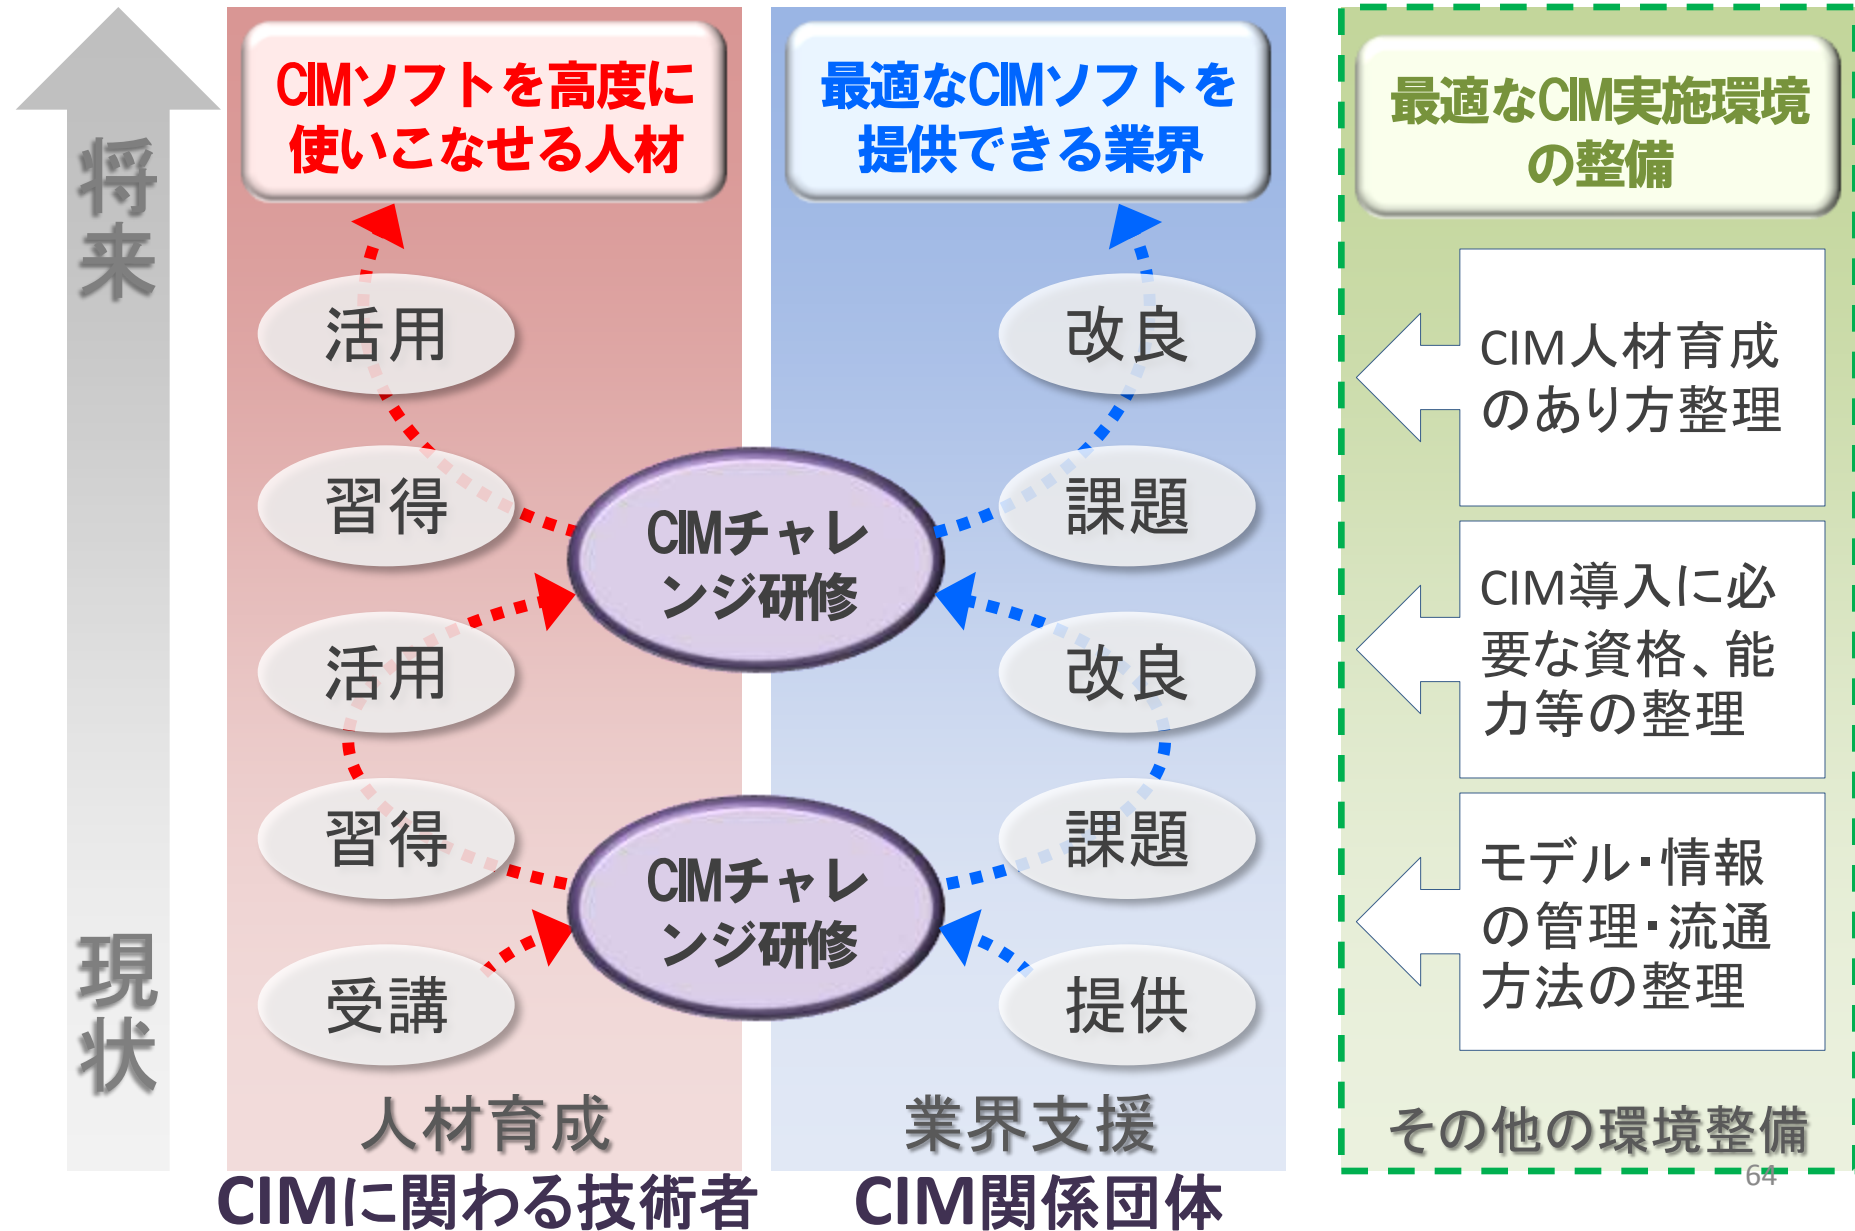 将来
現状
CIMソフトを高度に
使いこなせる人材
活用
習得
活用
習得
受講
人材育成
CIMに関わる技術者
CIMチャレ
ンジ研修
CIMチャレ
ンジ研修
最適なCIMソフトを
提供できる業界
改良
課題
改良
課題
提供
業界支援
CIM関係団体
最適なCIM実施環境
の整備
CIM人材育成
のあり方整理
CIM導入に必
要な資格、能
力等の整理
モデル・情報
の管理・流通
方法の整理
その他の環境整備
64